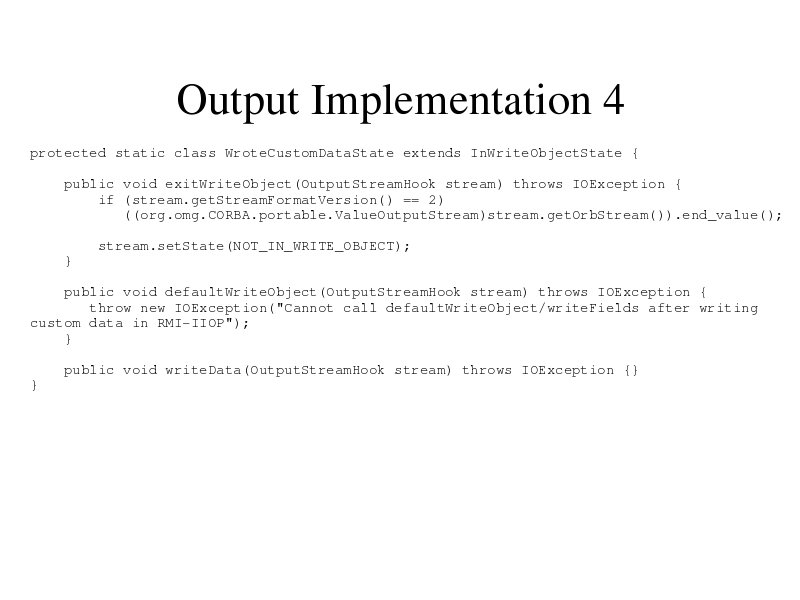 Output Implementation 4
protected static class WroteCustomDataState extends InWriteObjectState {
    public void exitWriteObject(OutputStreamHook stream) throws IOException {
        if (stream.getStreamFormatVersion() == 2)
           ((org.omg.CORBA.portable.ValueOutputStream)stream.getOrbStream()).end_value();
        stream.setState(NOT_IN_WRITE_OBJECT);
    }
    public void defaultWriteObject(OutputStreamHook stream) throws IOException {
       throw new IOException("Cannot call defaultWriteObject/writeFields after writing
custom data in RMI-IIOP");
    }
    public void writeData(OutputStreamHook stream) throws IOException {}
}